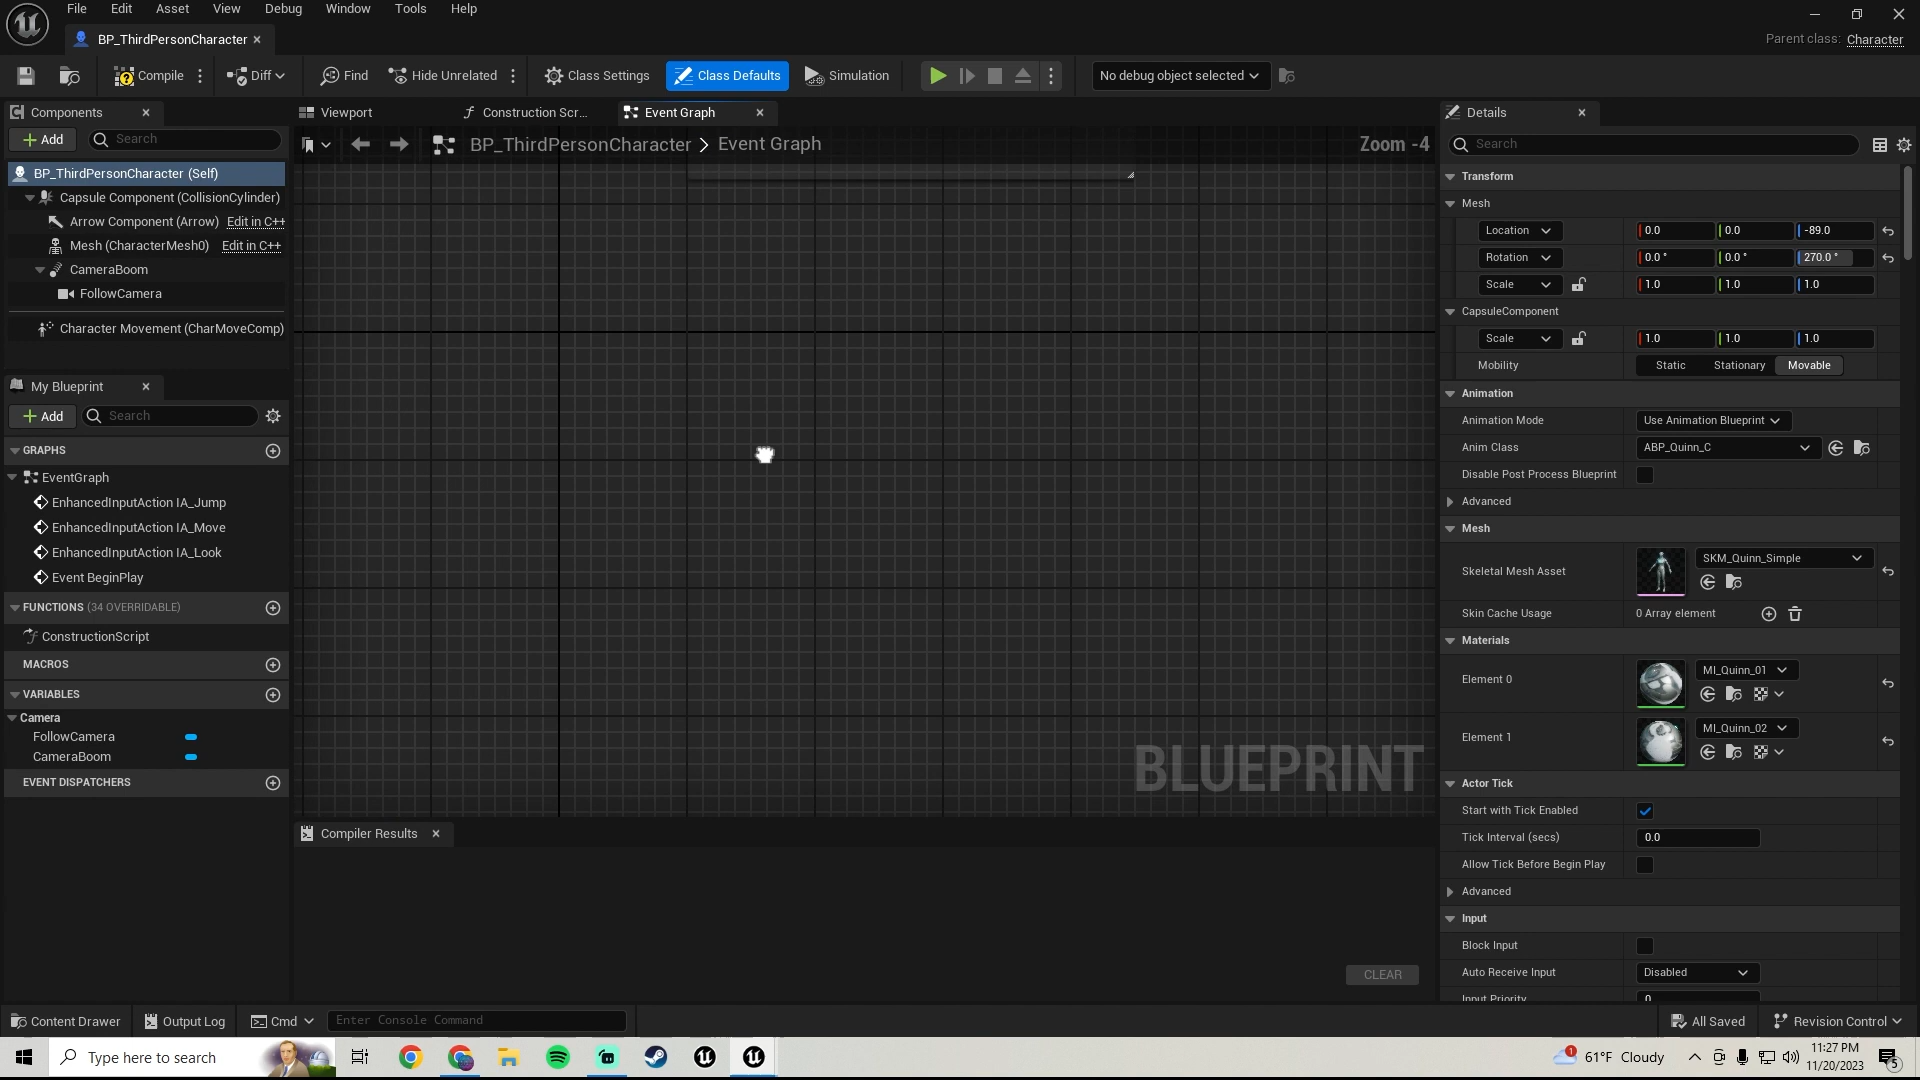 File Edit Asset View Debug Window Tools Help
BP_ThirdPersonCharacter
Parent class: Character
Compile Diff Find Hide Unrelated Class Settings Class Defaults Simulation No debug object selected
Components
Add Search
BP_ThirdPersonCharacter (Self)
Capsule Component (CollisionCylinder)
Arrow Component (Arrow) Edit in C++
Mesh (CharacterMesh0) Edit in C++
CameraBoom
FollowCamera
Character Movement (CharMoveComp)
My Blueprint
Add Search
GRAPHS
EventGraph
EnhancedInputAction IA_Jump
EnhancedInputAction IA_Move
EnhancedInputAction IA_Look
Event BeginPlay
FUNCTIONS (34 OVERRIDABLE)
ConstructionScript
MACROS
VARIABLES
Camera
FollowCamera
CameraBoom
EVENT DISPATCHERS
Viewport Construction Scr... Event Graph
BP_ThirdPersonCharacter > Event Graph Zoom -4
BLUEPRINT
Compiler Results
CLEAR
Details
Search
Transform
Mesh
Location 0.0 0.0 -89.0
Rotation 0.0 ° 0.0 ° 270.0 °
Scale 1.0 1.0 1.0
CapsuleComponent
Scale 1.0 1.0 1.0
Mobility Static Stationary Movable
Animation
Animation Mode Use Animation Blueprint
Anim Class ABP_Quinn_C
Disable Post Process Blueprint
Advanced
Mesh
Skeletal Mesh Asset SKM_Quinn_Simple
Skin Cache Usage 0 Array element
Materials
Element 0 MI_Quinn_01
Element 1 MI_Quinn_02
Actor Tick
Start with Tick Enabled
Tick Interval (secs) 0.0
Allow Tick Before Begin Play
Advanced
Input
Block Input
Auto Receive Input Disabled
Input Priority 0
Content Drawer Output Log Cmd Enter Console Command All Saved Revision Control
Type here to search 1 61°F Cloudy 11:27 PM
11/20/2023 5